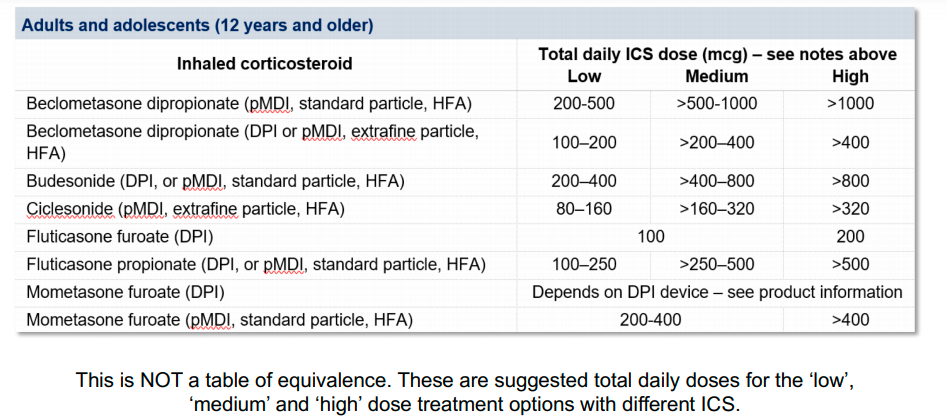 Adults and adolescents (12 years and older)
Inhaled corticosteroid
Total daily ICS dose (mcg) – see notes above
Low Medium High
Beclometasone dipropionate (pMDI, standard particle, HFA) 200-500 >500-1000 >1000
Beclometasone dipropionate (DPI or pMDI, extrafine particle,
HFA) 100–200 >200–400 >400
Budesonide (DPI, or pMDI, standard particle, HFA) 200–400 >400–800 >800
Ciclesonide (pMDI, extrafine particle, HFA) 80–160 >160–320 >320
Fluticasone furoate (DPI) 100 200
Fluticasone propionate (DPI, or pMDI, standard particle, HFA) 100–250 >250–500 >500
Mometasone furoate (DPI) Depends on DPI device – see product information
Mometasone furoate (pMDI, standard particle, HFA) 200-400 >400
This is NOT a table of equivalence. These are suggested total daily doses for the ‘low’,
‘medium’ and ‘high’ dose treatment options with different ICS.